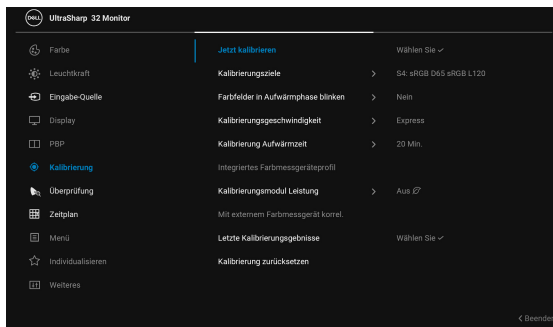 DELL UltraSharp 32 Monitor
Farbe
Leuchtkraft
Eingabe-Quelle
Display
PBP
Kalibrierung
Überprüfung
Zeitplan
Menü
Individualisieren
Weiteres
Jetzt kalibrieren Wählen Sie ✓
Kalibrierungsziele > S4: sRGB D65 sRGB L120
Farbfelder in Aufwärmphase blinken > Nein
Kalibrierungsgeschwindigkeit > Express
Kalibrierung Aufwärmzeit > 20 Min.
Integriertes Farbmessgeräteprofil
Kalibrierungsmodul Leistung > Aus
Mit externem Farbmessgerät korrel.
Letzte Kalibrierungsgebnisse Wählen Sie ✓
Kalibrierung zurücksetzen
< Beenden